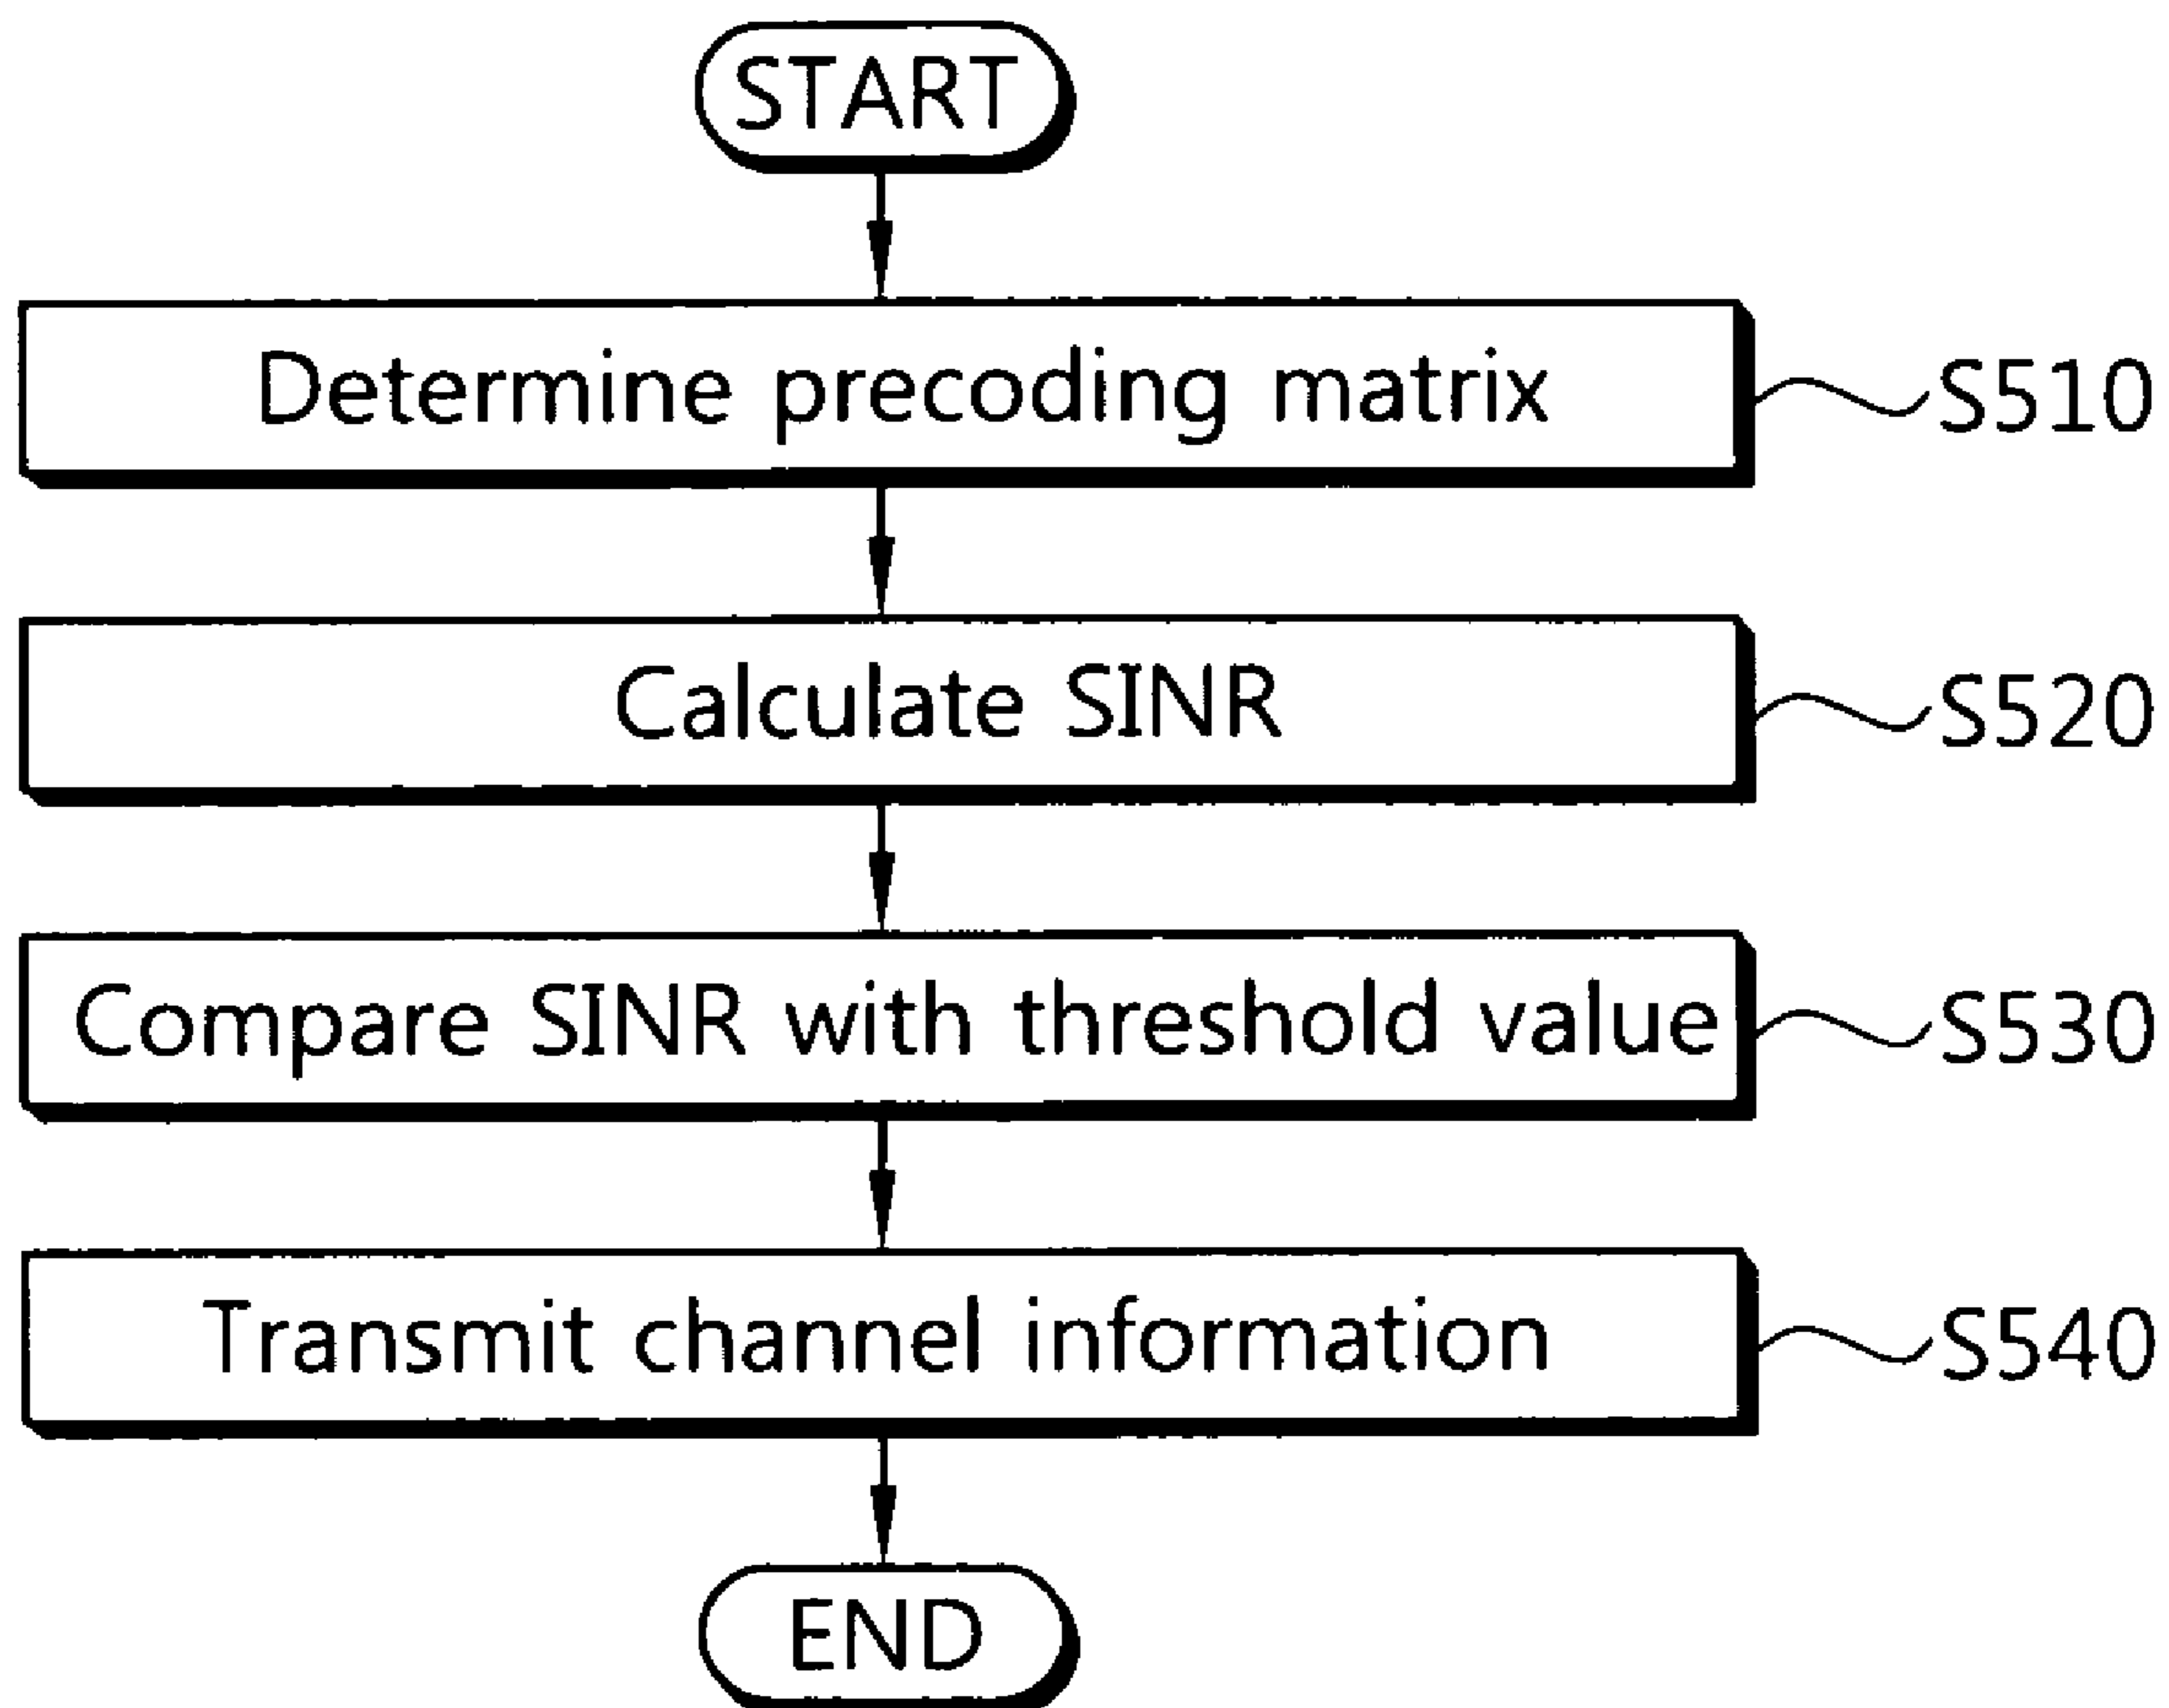 START
Determine precoding matrix
S510
Calculate SINR
S520
Compare SINR with threshold value
S530
Transmit channel information
S540
END